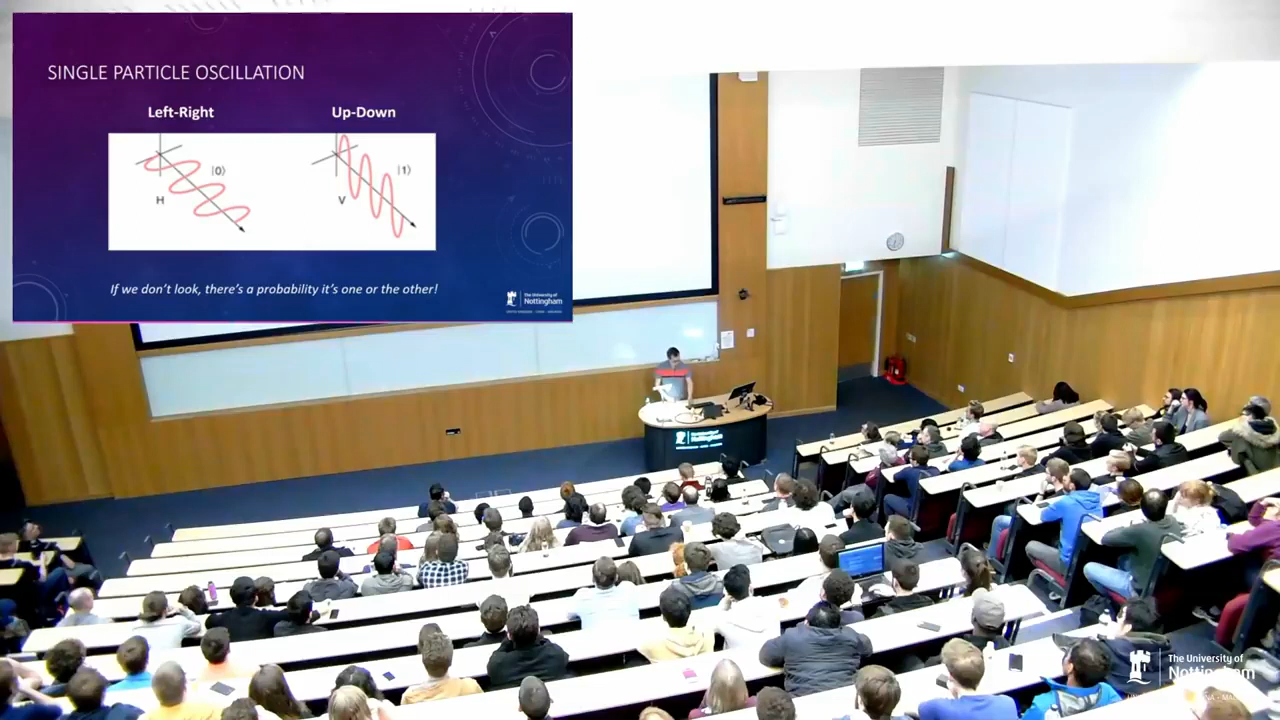 SINGLE PARTICLE OSCILLATION
Left-Right
Up-Down
|0⟩
H
|1⟩
V
If we don't look, there's a probability it's one or the other!
The University of
Nottingham
The University of
Nottingham